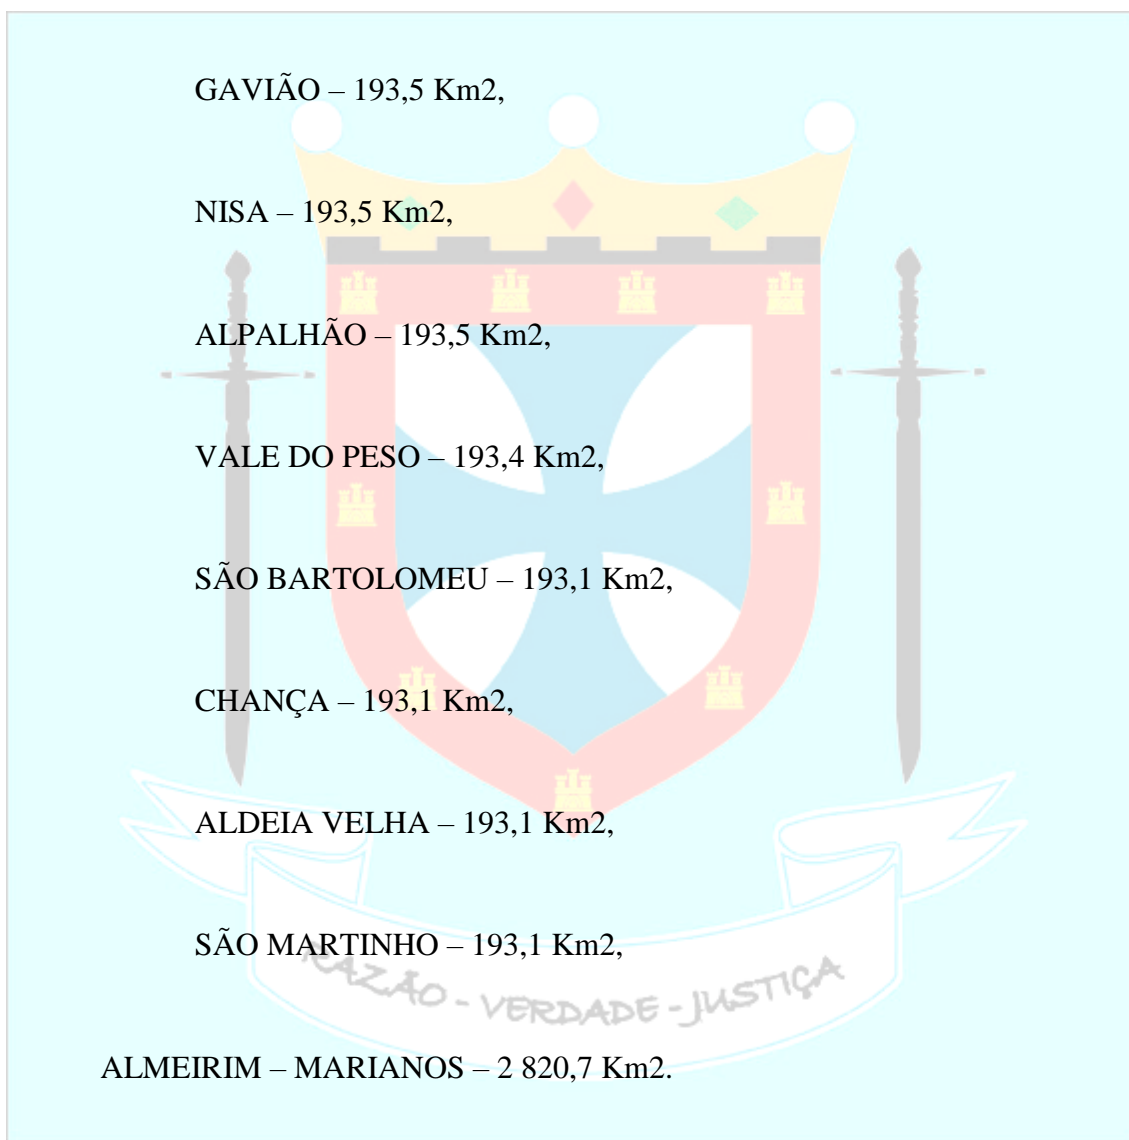 GAVIÃO – 193,5 Km2,
NISA – 193,5 Km2,
ALPALHÃO – 193,5 Km2,
VALE DO PESO – 193,4 Km2,
SÃO BARTOLOMEU – 193,1 Km2,
CHANÇA – 193,1 Km2,
ALDEIA VELHA – 193,1 Km2,
SÃO MARTINHO – 193,1 Km2,
RAZÃO - VERDADE - JUSTIÇA
ALMEIRIM – MARIANOS – 2 820,7 Km2.